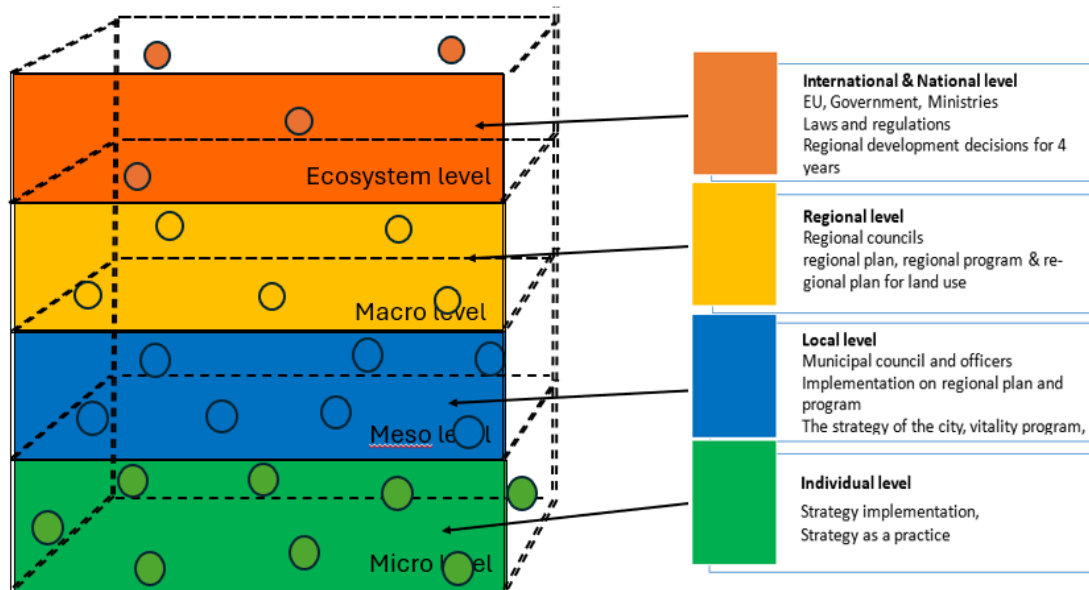 Ecosystem level
Macro level
Meso level
Micro level
International & National level
EU, Government, Ministries
Laws and regulations
Regional development decisions for 4
years
Regional level
Regional councils
regional plan, regional program & re-
gional plan for land use
Local level
Municipal council and officers
Implementation on regional plan and
program
The strategy of the city, vitality program,
Individual level
Strategy implementation,
Strategy as a practice